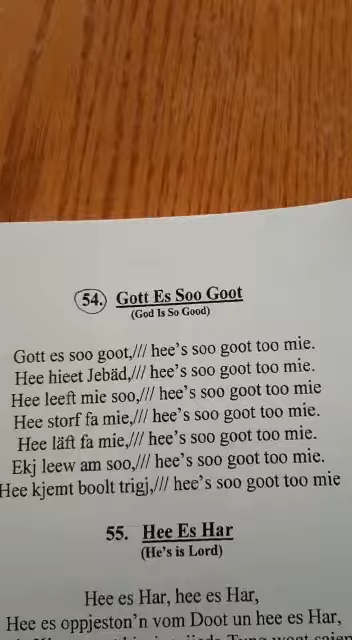 54. Gott Es Soo Goot
(God Is So Good)
Gott es soo goot,/// hee's soo goot too mie.
Hee hieet Jebäd,/// hee's soo goot too mie.
Hee leeft mie soo,/// hee's soo goot too mie
Hee storf fa mie,/// hee's soo goot too mie.
Hee läft fa mie,/// hee's soo goot too mie.
Ekj leew am soo,/// hee's soo goot too mie.
Hee kjemt boolt trigj,/// hee's soo goot too mie
55. Hee Es Har
(He's is Lord)
Hee es Har, hee es Har,
Hee es oppjeston'n vom Doot un hee es Har,